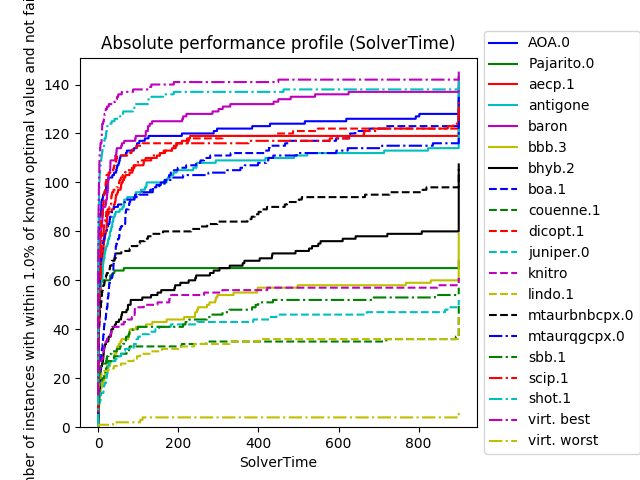 Absolute performance profile (SolverTime)
of instances with within 1.0% of known optimal value and not
140
120
100
80
60
40
20
0
0 200 400 600 800
SolverTime
AOA.0
Pajarito.0
aecp.1
antigone
baron
bbb.3
bhyb.2
boa.1
couenne.1
dicopt.1
juniper.0
knitro
lindo.1
mtaurbnbcpx.0
mtaurqgcpx.0
sbb.1
scip.1
shot.1
virt. best
virt. worst